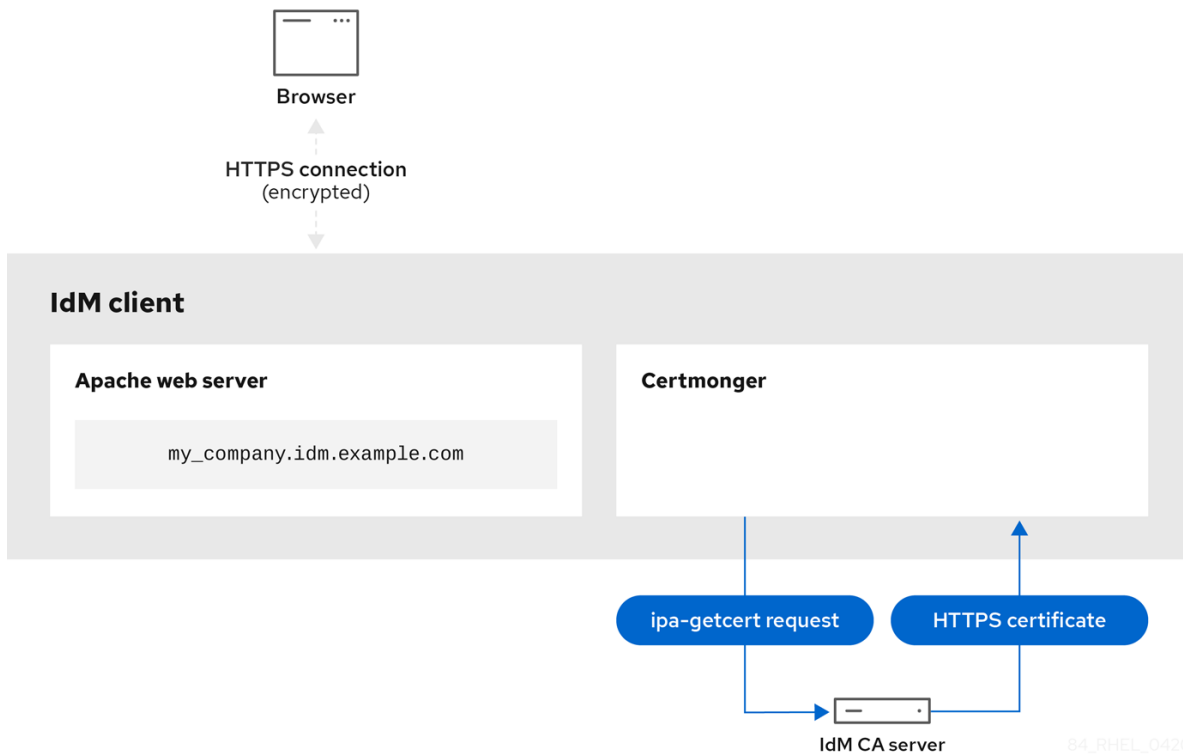 Browser
HTTPS connection
(encrypted)
IdM client
Apache web server
my_company.idm.example.com
Certmonger
ipa-getcert request
HTTPS certificate
IdM CA server